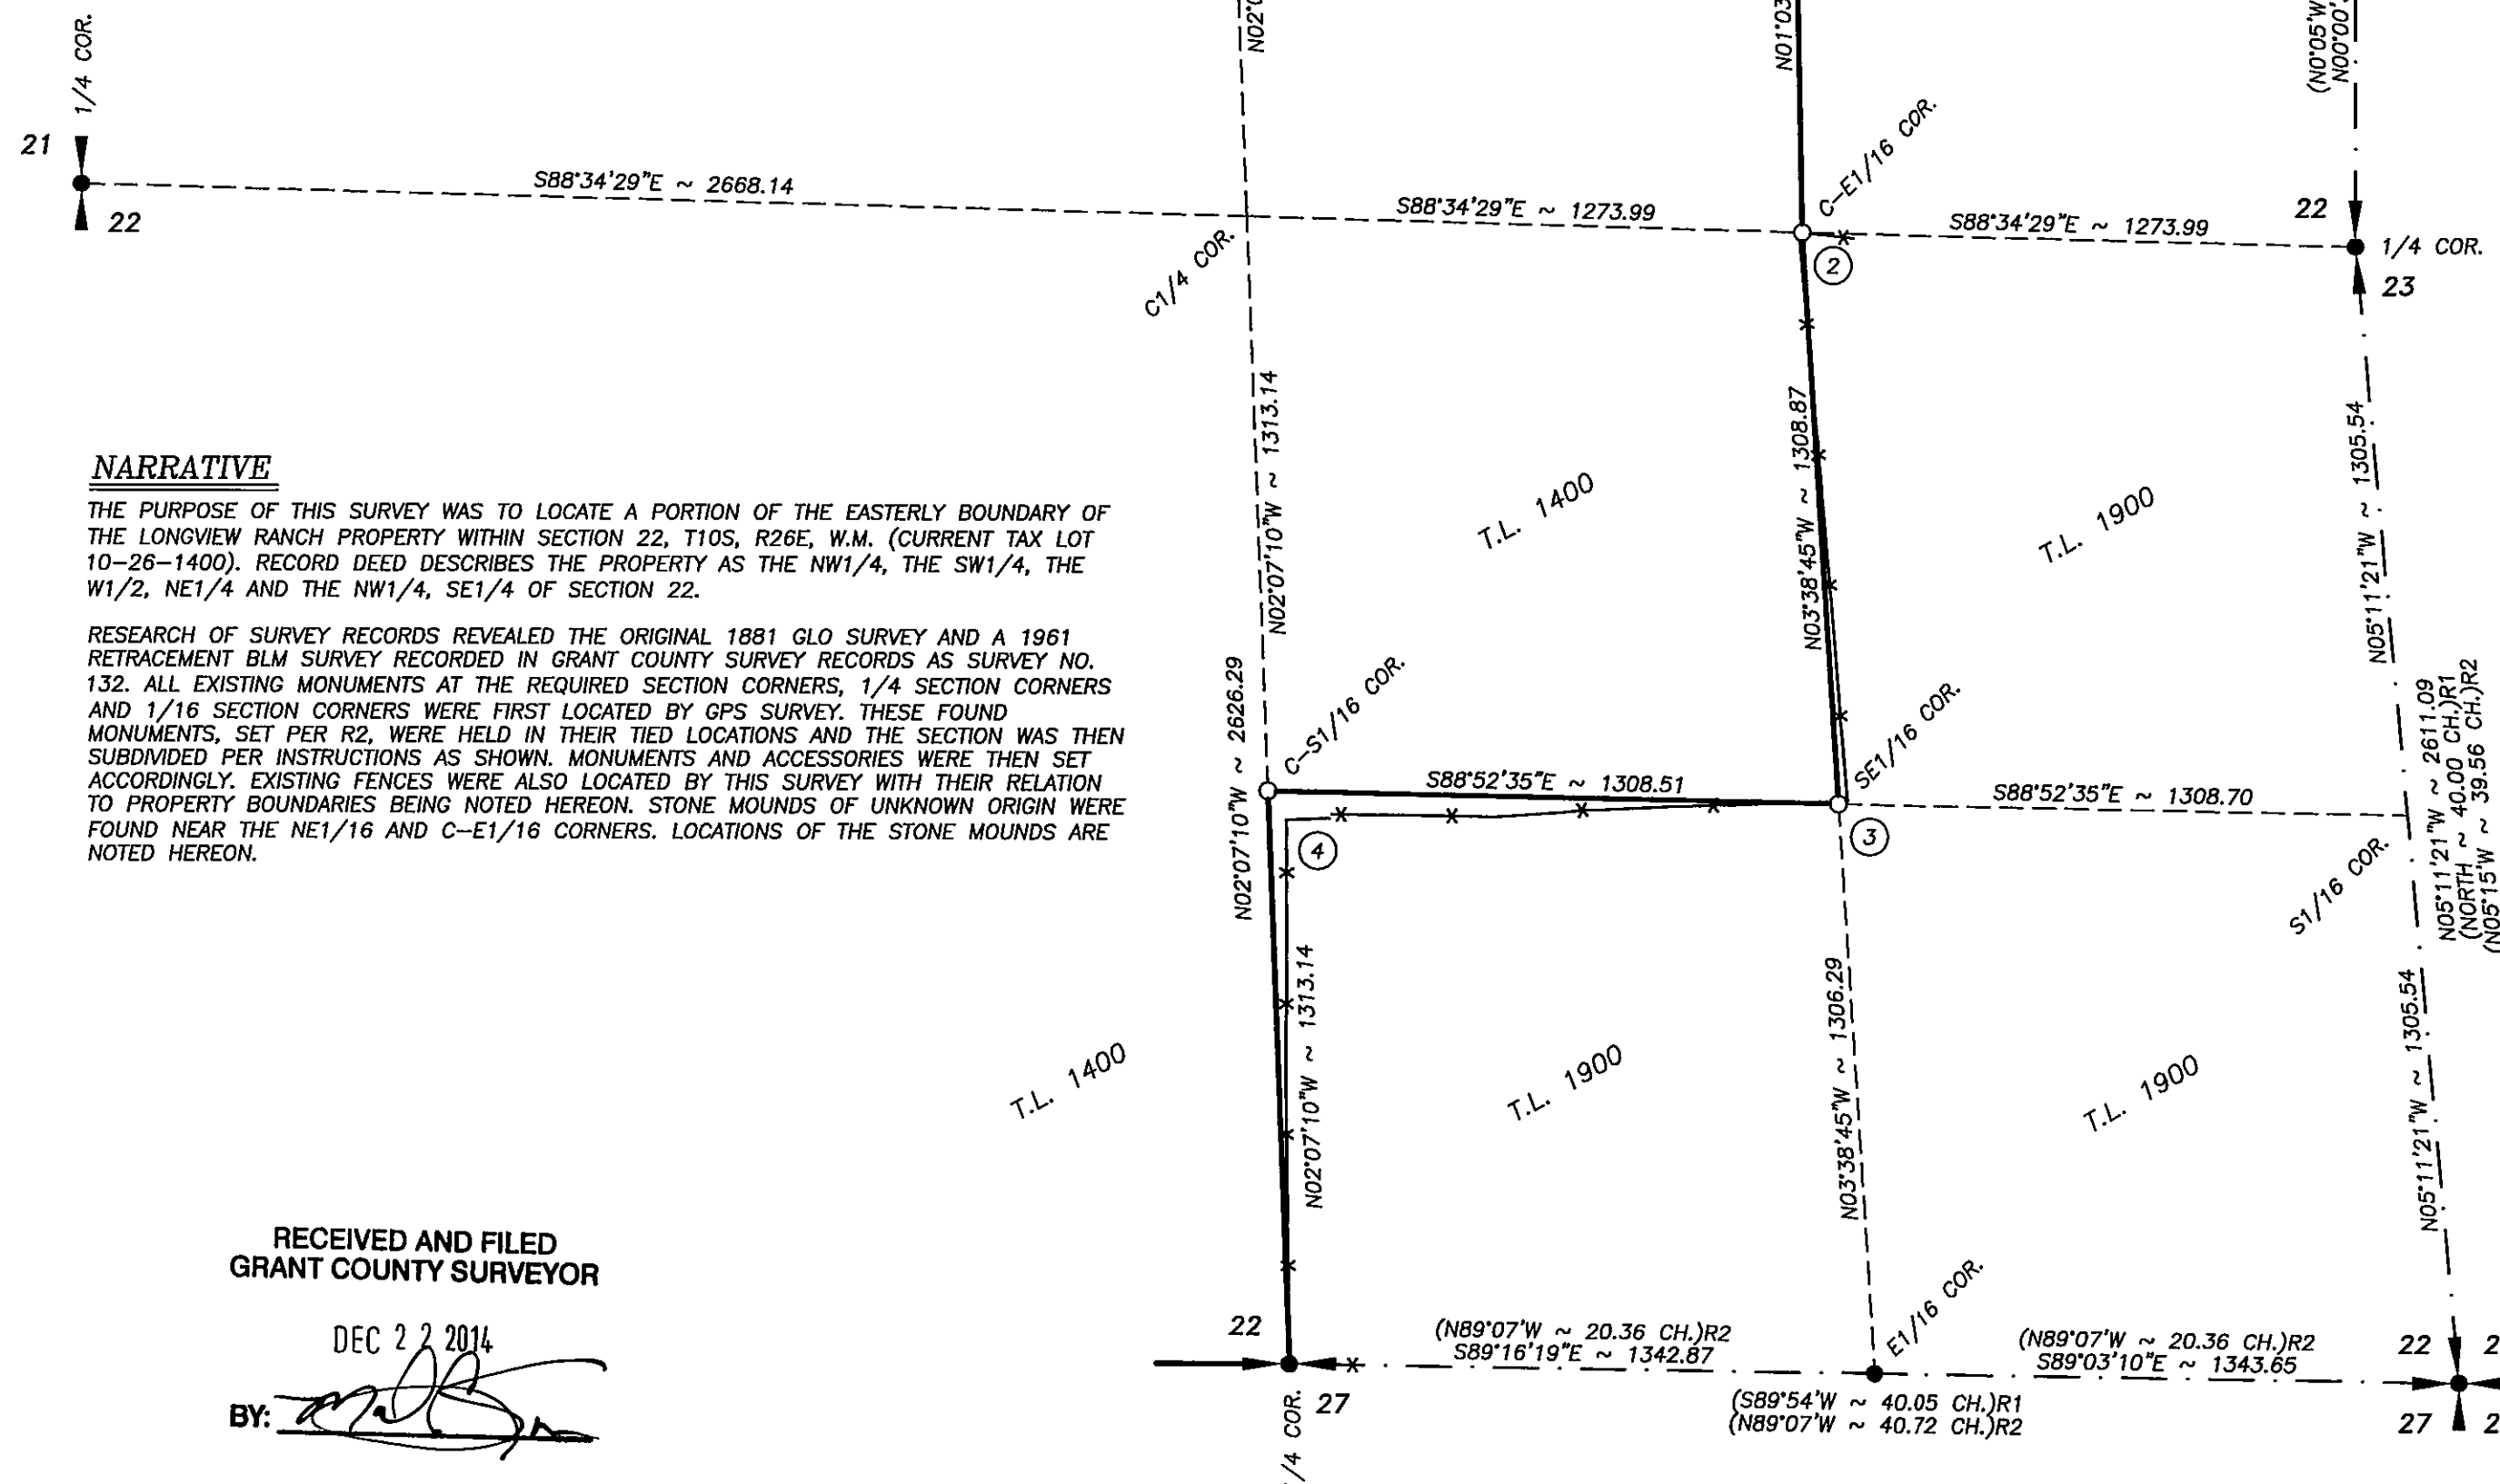 1/4 COR.
21
22
S88°34'29"E ~ 2668.14
N02°0
N01°03
(N0°05'W
N00°00'
C1/4 COR.
S88°34'29"E ~ 1273.99
C-E1/16 COR.
2
S88°34'29"E ~ 1273.99
22
1/4 COR.
23
N02°07'10"W ~ 1313.14
N03°38'45"W ~ 1308.87
N05°11'21"W ~ 1305.54
T.L. 1400
T.L. 1900
NARRATIVE
THE PURPOSE OF THIS SURVEY WAS TO LOCATE A PORTION OF THE EASTERLY BOUNDARY OF
THE LONGVIEW RANCH PROPERTY WITHIN SECTION 22, T10S, R26E, W.M. (CURRENT TAX LOT
10-26-1400). RECORD DEED DESCRIBES THE PROPERTY AS THE NW1/4, THE SW1/4, THE
W1/2, NE1/4 AND THE NW1/4, SE1/4 OF SECTION 22.
RESEARCH OF SURVEY RECORDS REVEALED THE ORIGINAL 1881 GLO SURVEY AND A 1961
RETRACEMENT BLM SURVEY RECORDED IN GRANT COUNTY SURVEY RECORDS AS SURVEY NO.
132. ALL EXISTING MONUMENTS AT THE REQUIRED SECTION CORNERS, 1/4 SECTION CORNERS
AND 1/16 SECTION CORNERS WERE FIRST LOCATED BY GPS SURVEY. THESE FOUND
MONUMENTS, SET PER R2, WERE HELD IN THEIR TIED LOCATIONS AND THE SECTION WAS THEN
SUBDIVIDED PER INSTRUCTIONS AS SHOWN. MONUMENTS AND ACCESSORIES WERE THEN SET
ACCORDINGLY. EXISTING FENCES WERE ALSO LOCATED BY THIS SURVEY WITH THEIR RELATION
TO PROPERTY BOUNDARIES BEING NOTED HEREON. STONE MOUNDS OF UNKNOWN ORIGIN WERE
FOUND NEAR THE NE1/16 AND C-E1/16 CORNERS. LOCATIONS OF THE STONE MOUNDS ARE
NOTED HEREON.
N02°07'10"W ~ 2626.29
C-S1/16 COR.
S88°52'35"E ~ 1308.51
SE1/16 COR.
S88°52'35"E ~ 1308.70
4
3
S1/16 COR.
N05°11'21"W ~ 2611.09
(NORTH ~ 40.00 CH.)R1
(N05°15'W ~ 39.56 CH.)R2
N02°07'10"W ~ 1313.14
N03°38'45"W ~ 1306.29
N05°11'21"W ~ 1305.54
T.L. 1400
T.L. 1900
T.L. 1900
RECEIVED AND FILED
GRANT COUNTY SURVEYOR
DEC 22 2014
BY:
22
(N89°07'W ~ 20.36 CH.)R2
S89°16'19"E ~ 1342.87
E1/16 COR.
(N89°07'W ~ 20.36 CH.)R2
S89°03'10"E ~ 1343.65
22
2
27
/4 COR.
(S89°54'W ~ 40.05 CH.)R1
(N89°07'W ~ 40.72 CH.)R2
27
2